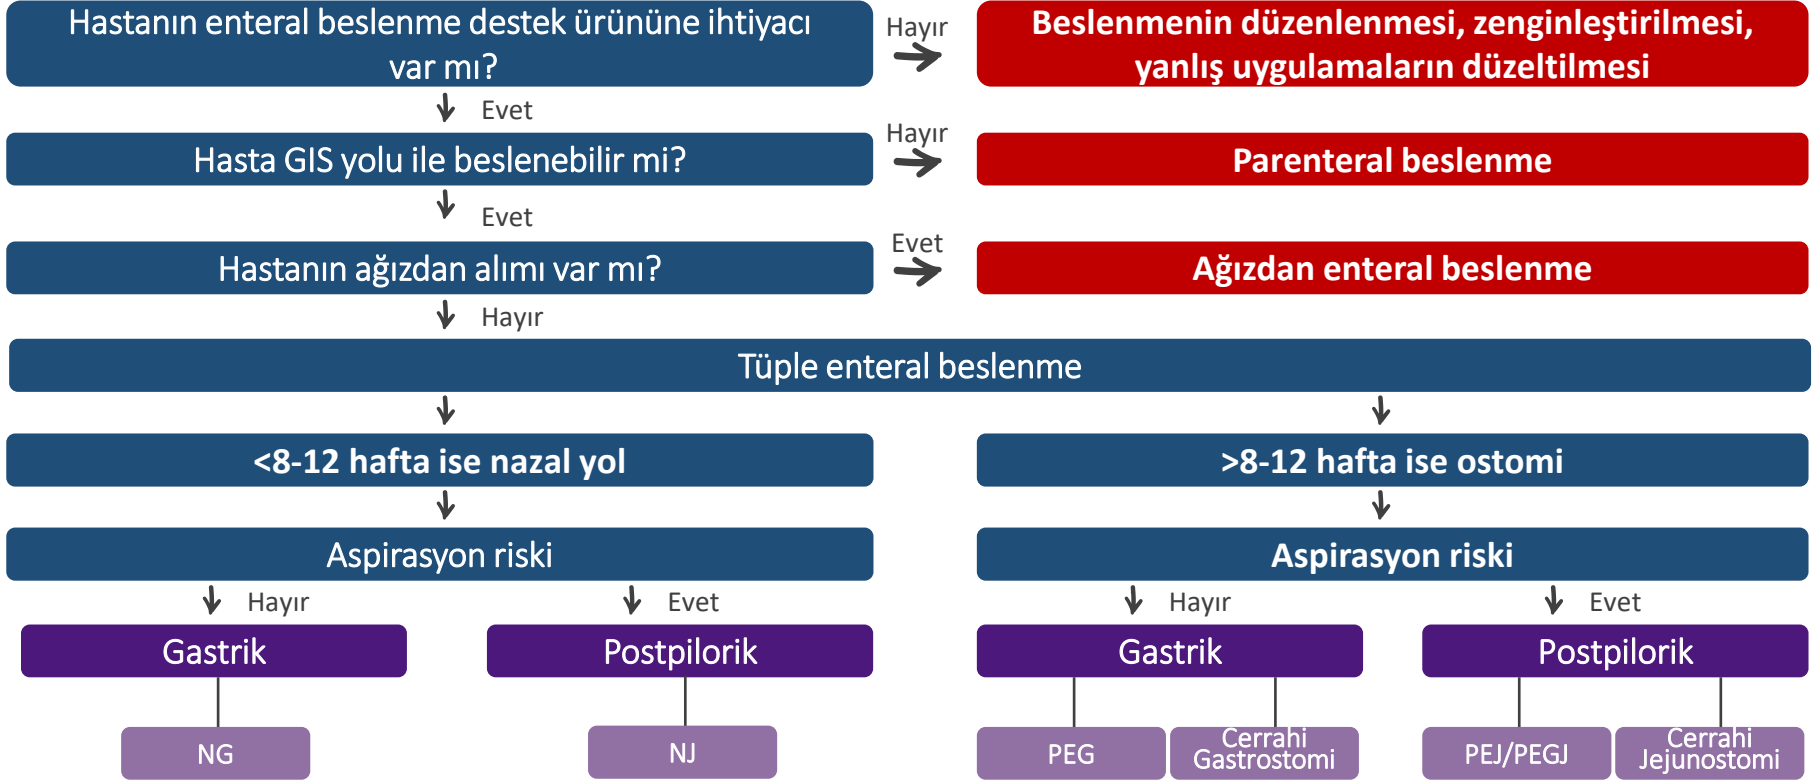 Hastanın enteral beslenme destek ürününe ihtiyacı
var mı?
Hayır
Beslenmenin düzenlenmesi, zenginleştirilmesi,
yanlış uygulamaların düzeltilmesi
Evet
Hasta GIS yolu ile beslenebilir mi?
Hayır
Parenteral beslenme
Evet
Hastanın ağızdan alımı var mı?
Evet
Ağızdan enteral beslenme
Hayır
Tüple enteral beslenme
<8-12 hafta ise nazal yol
>8-12 hafta ise ostomi
Aspirasyon riski
Aspirasyon riski
Hayır
Evet
Hayır
Evet
Gastrik
Postpilorik
Gastrik
Postpilorik
NG
NJ
PEG
Cerrahi
Gastrostomi
PEJ/PEGJ
Cerrahi
Jejunostomi